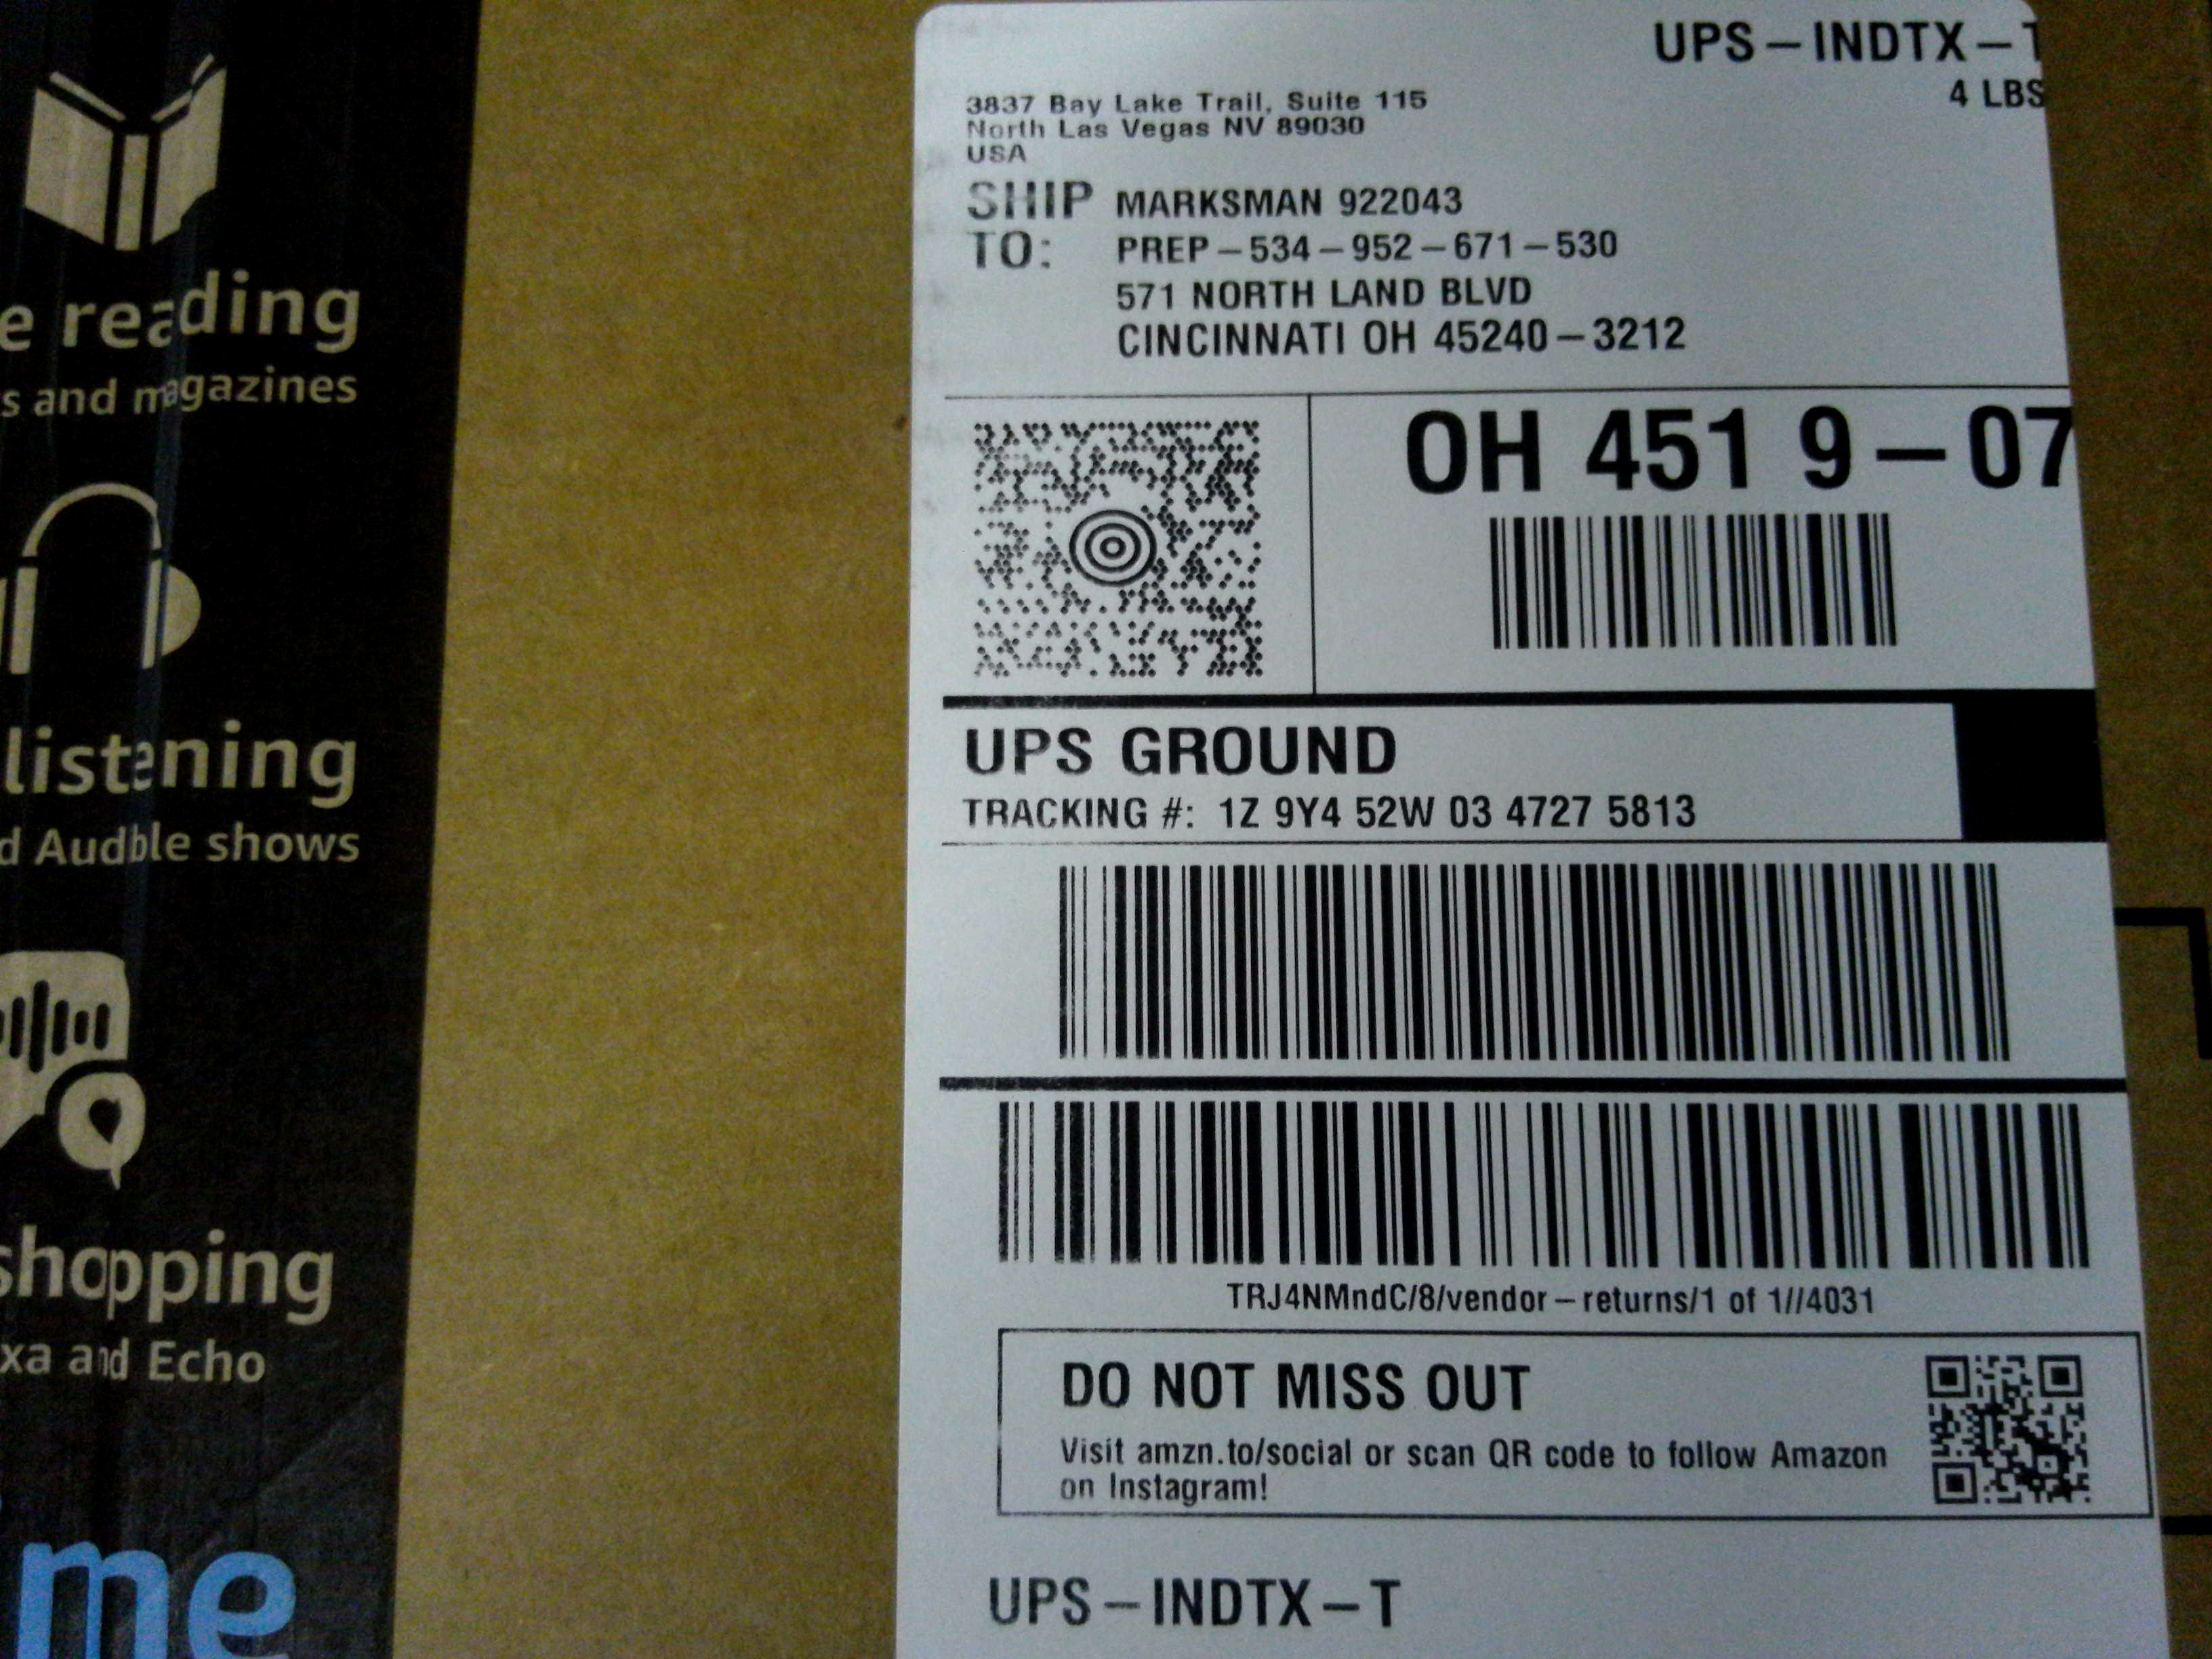 e reading
s and magazines
listening
d Audible shows
shopping
xa and Echo
me
UPS-INDTX-T
4 LBS
3837 Bay Lake Trail, Suite 115
North Las Vegas NV 89030
USA
SHIP TO:
MARKSMAN 922043
PREP-534-952-671-530
571 NORTH LAND BLVD
CINCINNATI OH 45240-3212
OH 451 9-07
UPS GROUND
TRACKING #: 1Z 9Y4 52W 03 4727 5813
TRJ4NMndC/8/vendor-returns/1 of 1//4031
DO NOT MISS OUT
Visit amzn.to/social or scan QR code to follow Amazon
on Instagram!
UPS-INDTX-T